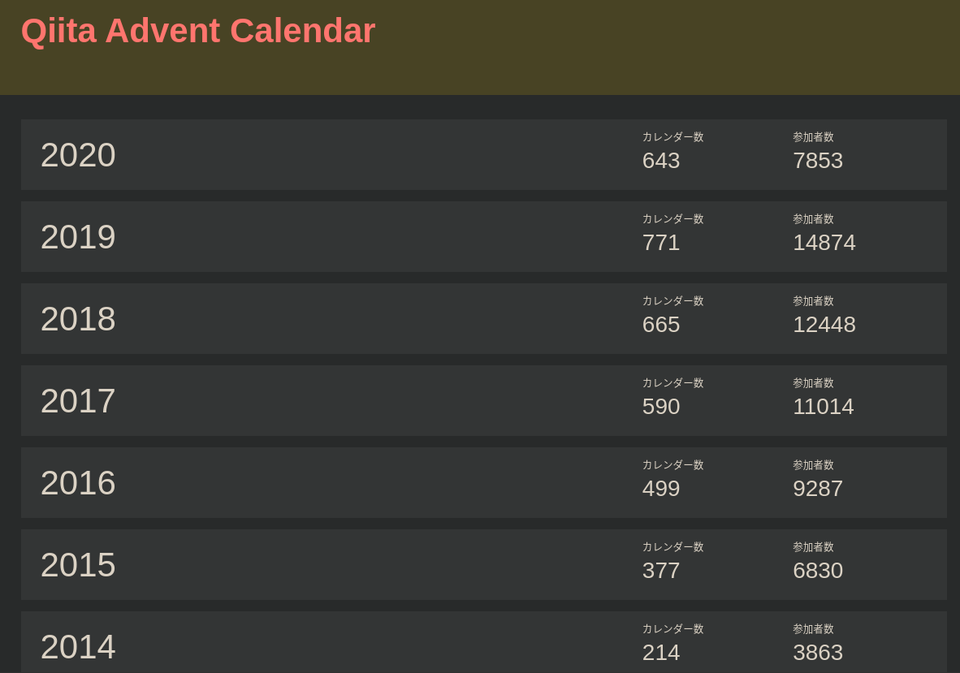 Qiita Advent Calendar
2020
カレンダー数 参加者数
643 7853
2019
カレンダー数 参加者数
771 14874
2018
カレンダー数 参加者数
665 12448
2017
カレンダー数 参加者数
590 11014
2016
カレンダー数 参加者数
499 9287
2015
カレンダー数 参加者数
377 6830
2014
カレンダー数 参加者数
214 3863